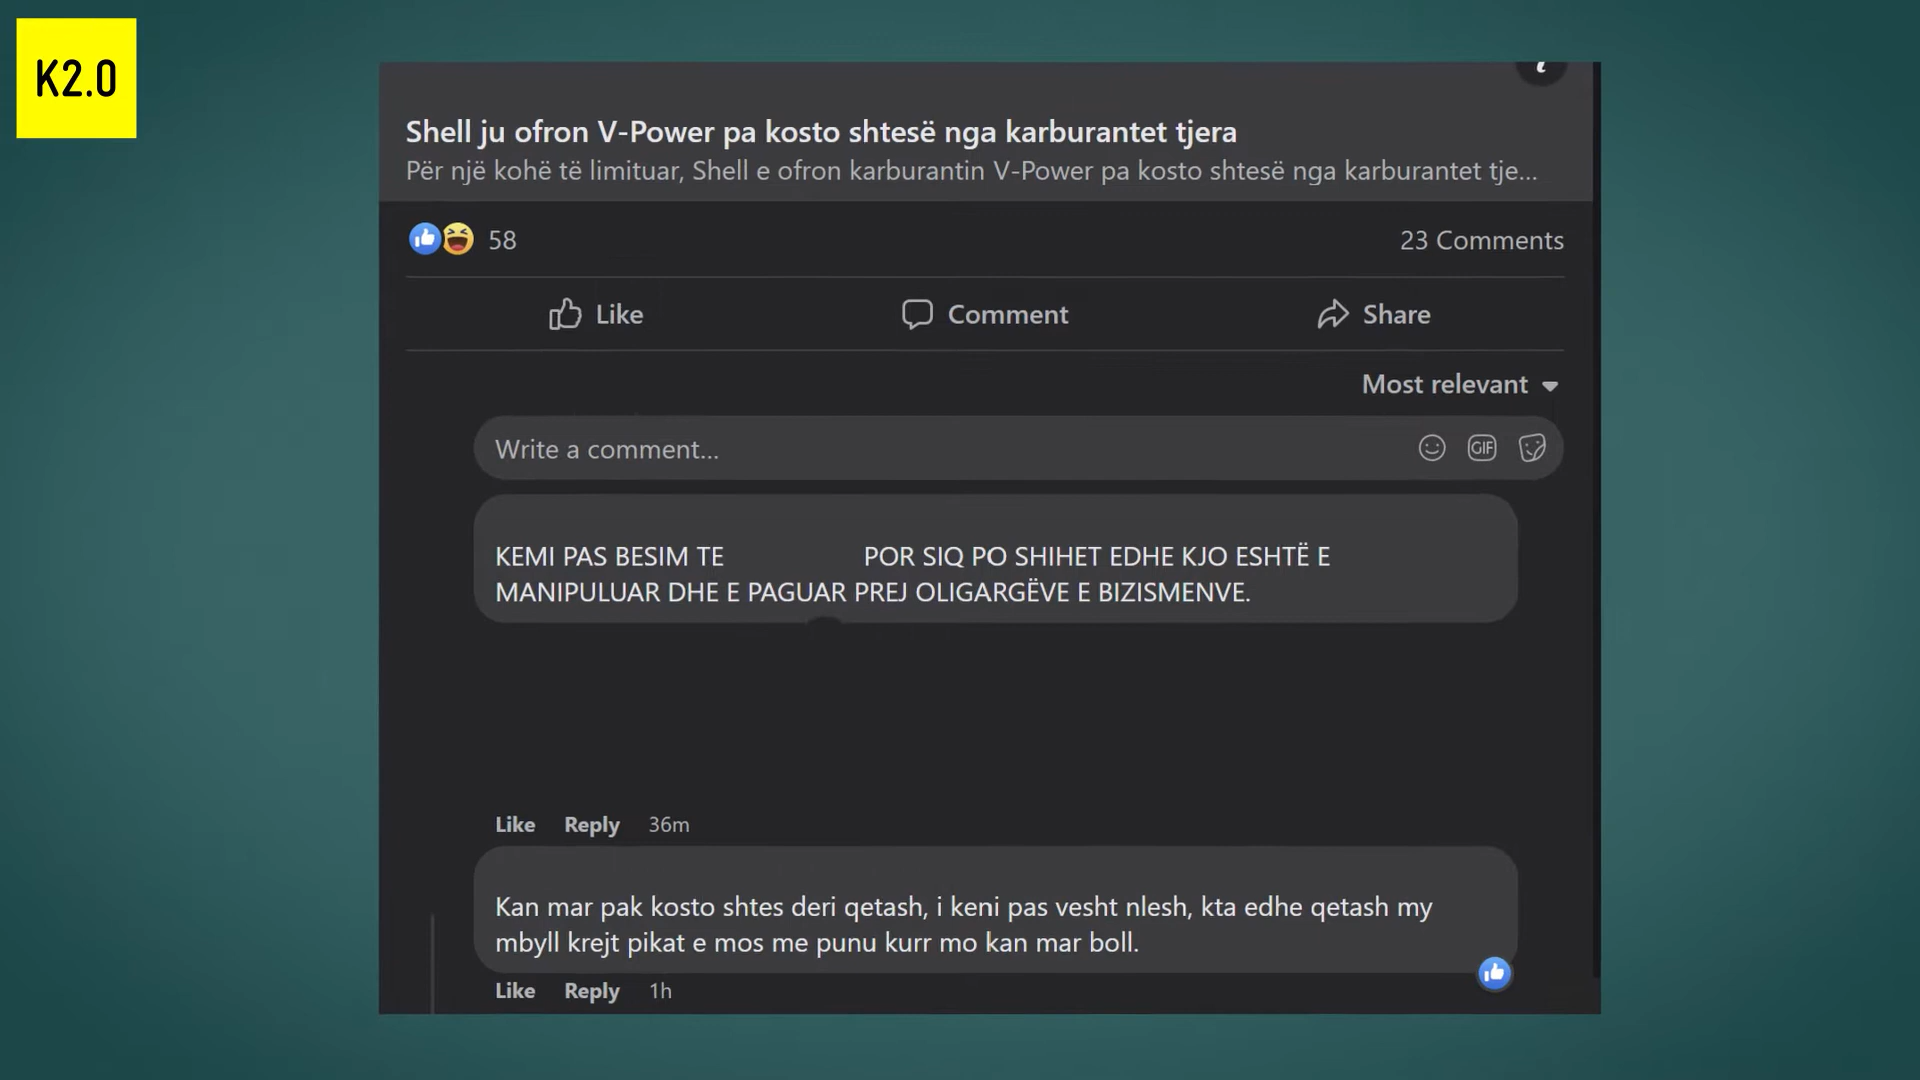 K2.0
Shell ju ofron V-Power pa kosto shtesë nga karburantet tjera
Për një kohë të limituar, Shell e ofron karburantin V-Power pa kosto shtesë nga karburantet tje...
58
23 Comments
Like
Comment
Share
Most relevant
Write a comment...
GIF
KEMI PAS BESIM TE POR SIQ PO SHIHET EDHE KJO ESHTË E
MANIPULUAR DHE E PAGUAR PREJ OLIGARGËVE E BIZISMENVE.
Like Reply 36m
Kan mar pak kosto shtes deri qetash, i keni pas vesht nlesh, kta edhe qetash my
mbyll krejt pikat e mos me punu kurr mo kan mar boll.
Like Reply 1h